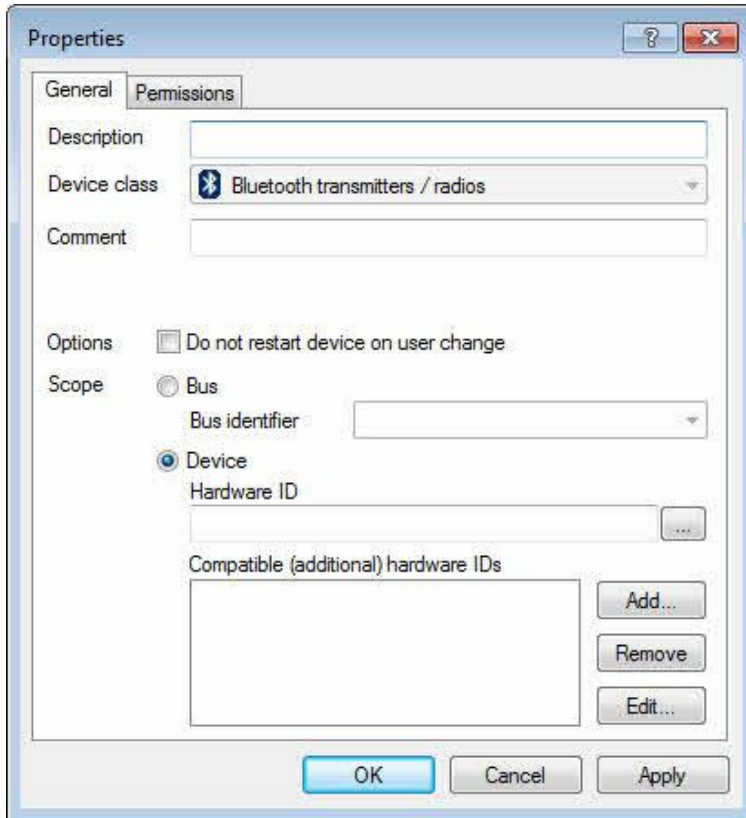 Properties
General Permissions
Description
Device class Bluetooth transmitters / radios
Comment
Options Do not restart device on user change
Scope Bus
Bus identifier
Device
Hardware ID
...
Compatible (additional) hardware IDs
Add...
Remove
Edit...
OK Cancel Apply